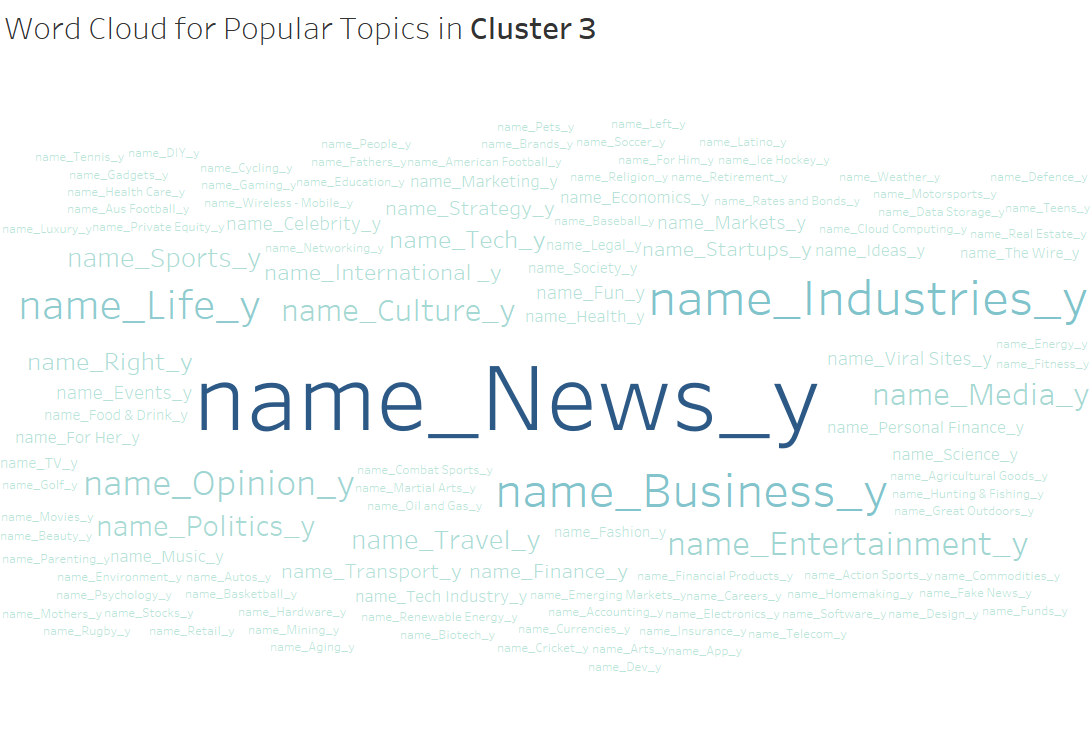 Word Cloud for Popular Topics in Cluster 3
name_Pets_y name_Left_y
name_People_y name_Brands_y name_Soccer_y name_Latino_y
name_Tennis_y name_DIY_y name_Fathers_y name_American Football_y name_For Him_y name_Ice Hockey_y
name_Gadgets_y name_Cycling_y name_Religion_y name_Retirement_y name_Weather_y name_Defence_y
name_Health Care_y name_Gaming_y name_Education_y name_Marketing_y name_Economics_y name_Rates and Bonds_y name_Motorsports_y
name_Aus Football_y name_Wireless - Mobile_y name_Strategy_y name_Data Storage_y name_Teens_y
name_Luxury_y name_Private Equity_y name_Celebrity_y name_Baseball_y name_Markets_y name_Cloud Computing_y name_Real Estate_y
name_Sports_y name_Networking_y name_Tech_y name_Legal_y name_Startups_y name_Ideas_y name_The Wire_y
name_International _y name_Society_y
name_Life_y name_Culture_y name_Fun_y name_Industries_y
name_Health_y
name_Energy_y
name_Right_y name_Viral Sites_y name_Fitness_y
name_Events_y name_News_y name_Media_y
name_Food & Drink_y
name_For Her_y name_Personal Finance_y
name_TV_y name_Combat Sports_y name_Science_y
name_Golf_y name_Opinion_y name_Martial Arts_y name_Business_y name_Agricultural Goods_y
name_Oil and Gas_y name_Hunting & Fishing_y
name_Movies_y name_Politics_y name_Great Outdoors_y
name_Beauty_y name_Travel_y name_Fashion_y name_Entertainment_y
name_Parenting_y name_Music_y
name_Environment_y name_Autos_y name_Transport_y name_Finance_y name_Financial Products_y name_Action Sports_y name_Commodities_y
name_Psychology_y name_Basketball_y name_Tech Industry_y name_Emerging Markets_y name_Careers_y name_Homemaking_y name_Fake News_y
name_Mothers_y name_Stocks_y name_Hardware_y name_Renewable Energy_y name_Accounting_y name_Electronics_y name_Software_y name_Design_y name_Funds_y
name_Rugby_y name_Retail_y name_Mining_y name_Biotech_y name_Currencies_y name_Insurance_y name_Telecom_y
name_Aging_y name_Cricket_y name_Arts_y name_App_y
name_Dev_y